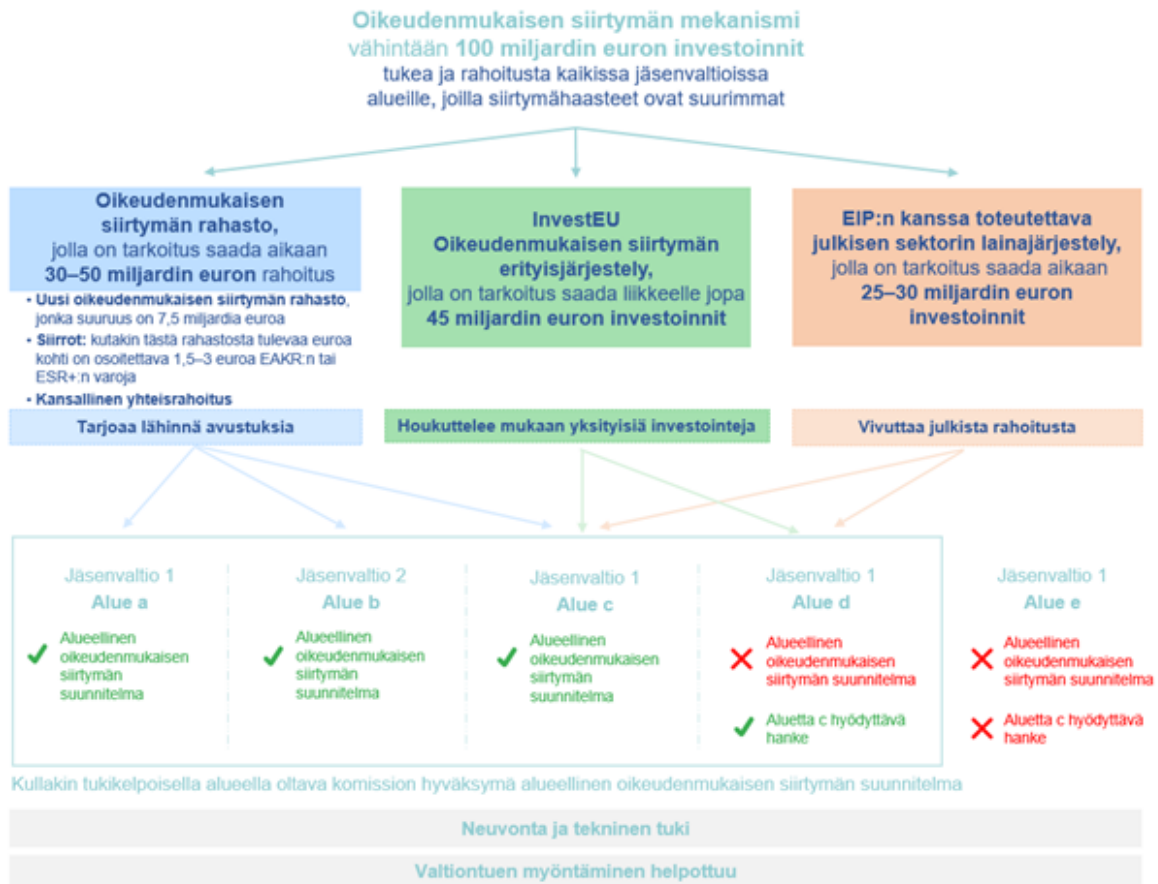 Oikeudenmukaisen siirtymän mekanismi
vähintään 100 miljardin euron investoinnit
tukea ja rahoitusta kaikissa jäsenvaltioissa
alueille, joilla siirtymähaasteet ovat suurimmat
Oikeudenmukaisen
siirtymän rahasto,
jolla on tarkoitus saada aikaan
30–50 miljardin euron rahoitus
• Uusi oikeudenmukaisen siirtymän rahasto,
jonka suuruus on 7,5 miljardia euroa
• Siirrot: kutakin tästä rahastosta tulevaa euroa
kohti on osoitettava 1,5–3 euroa EAKR:n tai
ESR+:n varoja
• Kansallinen yhteisrahoitus
Tarjoaa lähinnä avustuksia
InvestEU
Oikeudenmukaisen siirtymän
erityisjärjestely,
jolla on tarkoitus saada liikkeelle jopa
45 miljardin euron investoinnit
Houkuttelee mukaan yksityisiä investointeja
EIP:n kanssa toteutettava
julkisen sektorin lainajärjestely,
jolla on tarkoitus saada aikaan
25–30 miljardin euron
investoinnit
Vivuttaa julkista rahoitusta
Jäsenvaltio 1
Alue a
Alueellinen
oikeudenmukaisen
siirtymän
suunnitelma
Jäsenvaltio 2
Alue b
Alueellinen
oikeudenmukaisen
siirtymän
suunnitelma
Jäsenvaltio 1
Alue c
Alueellinen
oikeudenmukaisen
siirtymän
suunnitelma
Jäsenvaltio 1
Alue d
Alueellinen
oikeudenmukaisen
siirtymän suunnitelma
Aluetta c hyödyttävä
hanke
Jäsenvaltio 1
Alue e
Alueellinen
oikeudenmukaisen
siirtymän suunnitelma
Aluetta c hyödyttävä
hanke
Kullakin tukikelpoisella alueella oltava komission hyväksymä alueellinen oikeudenmukaisen siirtymän suunnitelma
Neuvonta ja tekninen tuki
Valtiontuen myöntäminen helpottuu